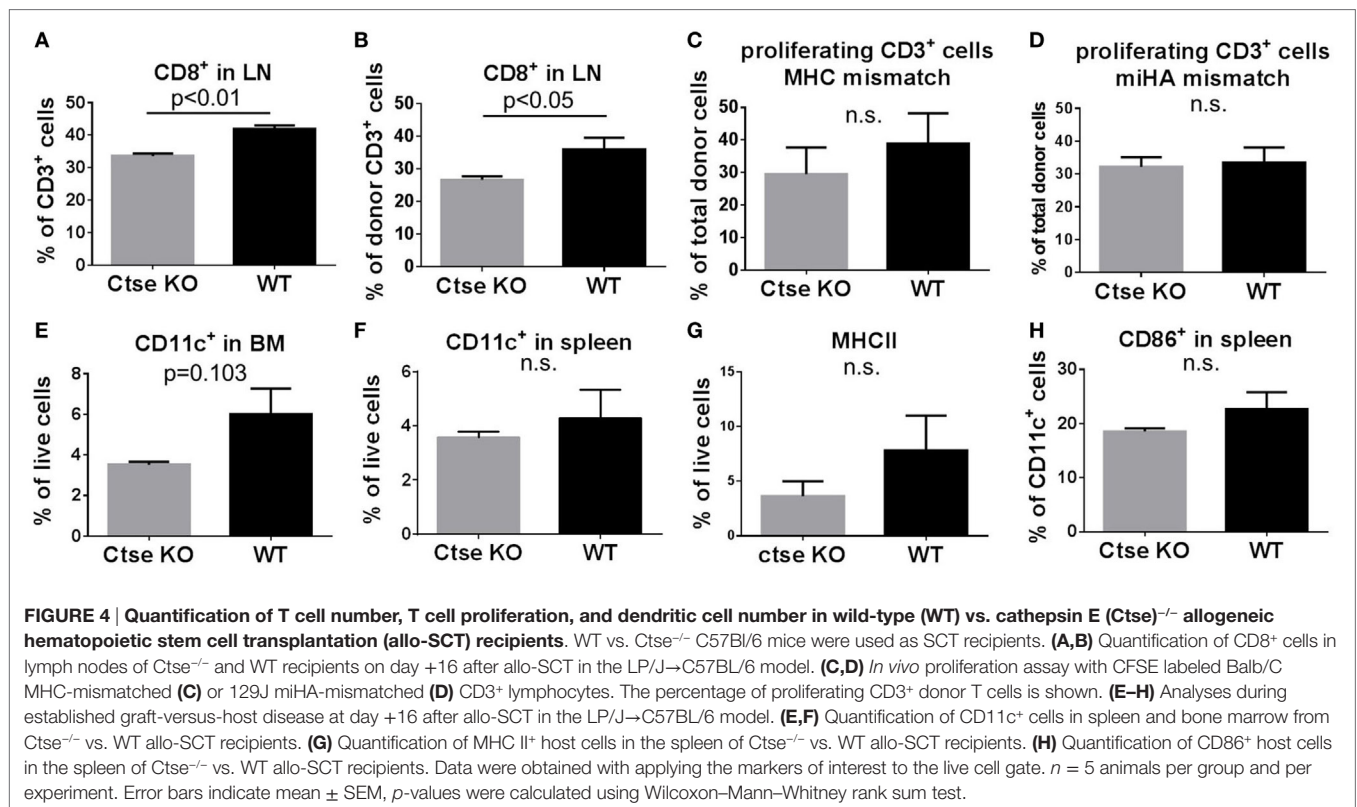 A
CD8⁺ in LN
p<0.01
% of CD3⁺ cells
50
40
30
20
10
0
Ctse KO
WT
B
CD8⁺ in LN
p<0.05
% of donor CD3⁺ cells
50
40
30
20
10
0
Ctse KO
WT
C
proliferating CD3⁺ cells
MHC mismatch
n.s.
% of total donor cells
50
40
30
20
10
0
Ctse KO
WT
D
proliferating CD3⁺ cells
miHA mismatch
n.s.
% of total donor cells
50
40
30
20
10
0
Ctse KO
WT
E
CD11c⁺ in BM
p=0.103
% of live cells
8
6
4
2
0
Ctse KO
WT
F
CD11c⁺ in spleen
n.s.
% of live cells
6
4
2
0
Ctse KO
WT
G
MHCII
n.s.
% of live cells
15
10
5
0
ctse KO
WT
H
CD86⁺ in spleen
n.s.
% of CD11c⁺ cells
30
20
10
0
Ctse KO
WT
FIGURE 4 | Quantification of T cell number, T cell proliferation, and dendritic cell number in wild-type (WT) vs. cathepsin E (Ctse)⁻/⁻ allogeneic
hematopoietic stem cell transplantation (allo-SCT) recipients. WT vs. Ctse⁻/⁻ C57Bl/6 mice were used as SCT recipients. (A,B) Quantification of CD8⁺ cells in
lymph nodes of Ctse⁻/⁻ and WT recipients on day +16 after allo-SCT in the LP/J→C57BL/6 model. (C,D) In vivo proliferation assay with CFSE labeled Balb/C
MHC-mismatched (C) or 129J miHA-mismatched (D) CD3⁺ lymphocytes. The percentage of proliferating CD3⁺ donor T cells is shown. (E–H) Analyses during
established graft-versus-host disease at day +16 after allo-SCT in the LP/J→C57BL/6 model. (E,F) Quantification of CD11c⁺ cells in spleen and bone marrow from
Ctse⁻/⁻ vs. WT allo-SCT recipients. (G) Quantification of MHC II⁺ host cells in the spleen of Ctse⁻/⁻ vs. WT allo-SCT recipients. (H) Quantification of CD86⁺ host cells
in the spleen of Ctse⁻/⁻ vs. WT allo-SCT recipients. Data were obtained with applying the markers of interest to the live cell gate. n = 5 animals per group and per
experiment. Error bars indicate mean ± SEM, p-values were calculated using Wilcoxon–Mann–Whitney rank sum test.